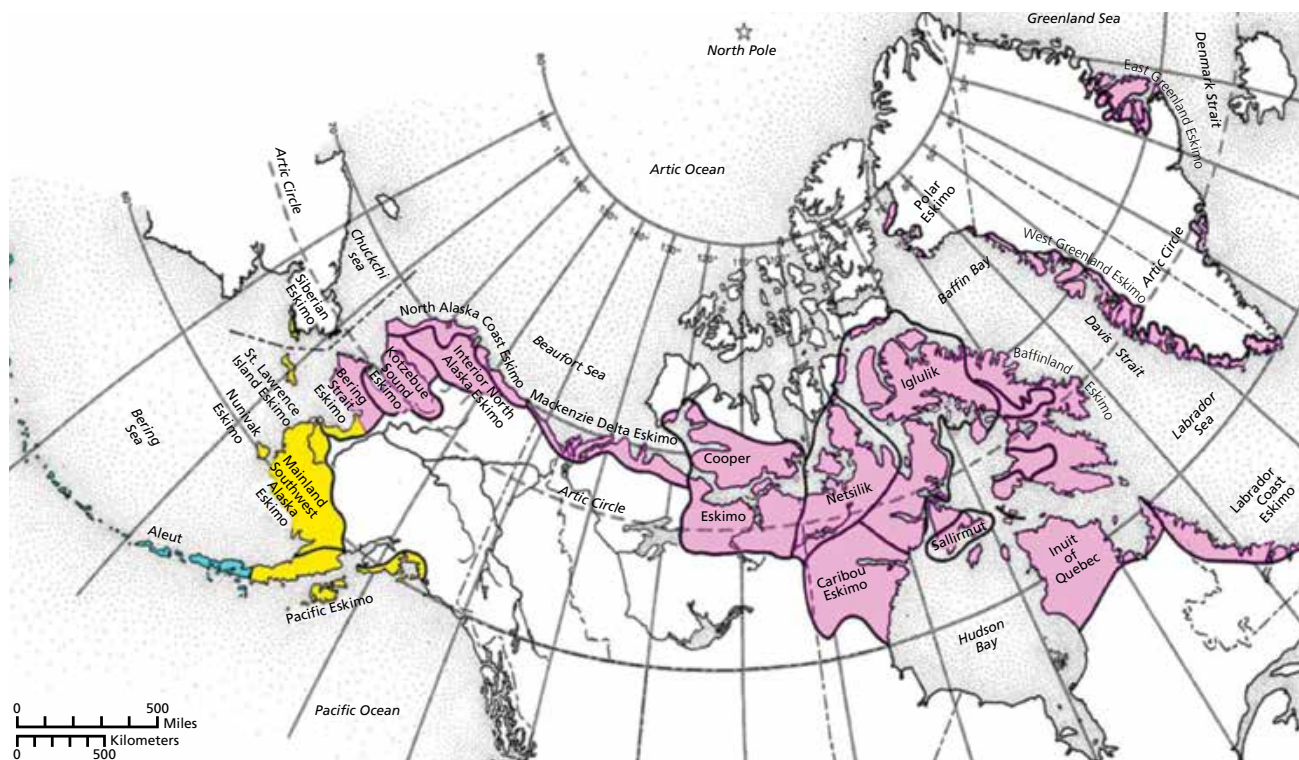 Greenland Sea
North Pole
Denmark Strait
East Greenland Eskimo
Artic Ocean
70
60
80
Artic Circle
Chuckchi
sea
Siberian
Eskimo
Polar
Eskimo
West Greenland Eskimo
Artic Circle
Baffin Bay
Davis Strait
North Alaska Coast Eskimo
Beaufort Sea
St. Lawrence
Island Eskimo
Nunivak
Eskimo
Bering
Strait
Eskimo
Kotzebue
Sound
Eskimo
Interior North
Alaska Eskimo
Iglulik
Baffinland Eskimo
Bering
Sea
Mackenzie Delta Eskimo
Labrador
Sea
Mainland
Southwest
Alaska
Eskimo
Cooper
Eskimo
Netsilik
Artic Circle
Labrador
Coast
Eskimo
Aleut
Sallirmut
Inuit
of
Quebec
Caribou
Eskimo
Pacific Eskimo
Hudson
Bay
Pacific Ocean
0 500
Miles
Kilometers
0 500